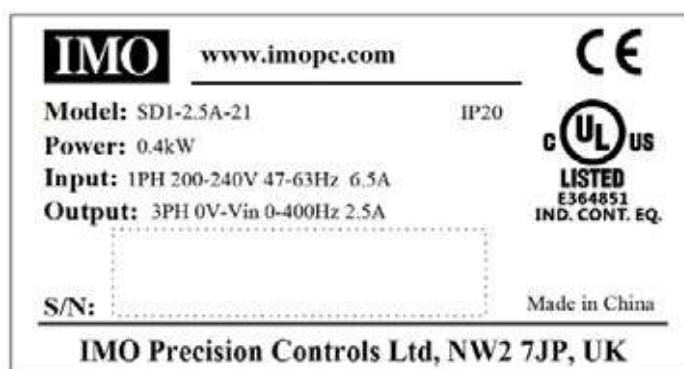 IMO www.imopc.com CE
Model: SD1-2.5A-21 IP20
Power: 0.4kW
Input: 1PH 200-240V 47-63Hz 6.5A
Output: 3PH 0V-Vin 0-400Hz 2.5A
C UL US
LISTED
E364851
IND. CONT. EQ.
S/N:
Made in China
IMO Precision Controls Ltd, NW2 7JP, UK